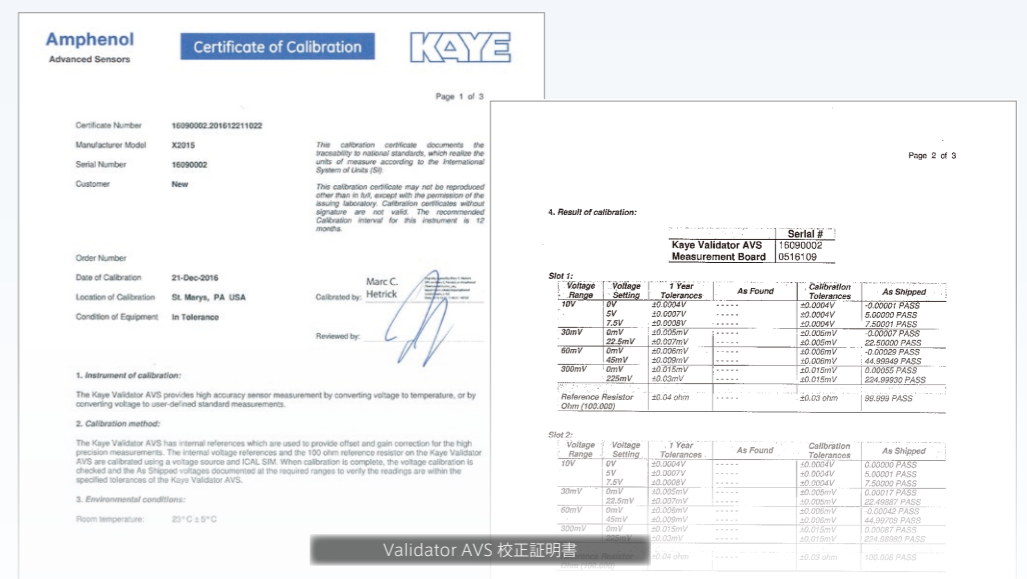 Amphenol
Advanced Sensors
Certificate of Calibration
KAYE
Page 1 of 3
Certificate Number 16090002.201612211022
Manufacturer Model X2015
Serial Number 16090002
Customer New
This calibration certificate documents the
traceability to national standards, which realize the
units of measure according to the International
System of Units (SI).
This calibration certificate may not be reproduced
other than in full, except with the permission of the
issuing laboratory. Calibration certificates without
signature are not valid. The recommended
Calibration interval for this instrument is 12
months.
Order Number
Date of Calibration 21-Dec-2016
Location of Calibration St. Marys, PA USA
Condition of Equipment In Tolerance
Calibrated by:
Marc C.
Hetrick
Reviewed by:
1. Instrument of calibration:
The Kaye Validator AVS provides high accuracy sensor measurement by converting voltage to temperature, or by
converting voltage to user-defined standard measurements.
2. Calibration method:
The Kaye Validator AVS has internal references which are used to provide offset and gain correction for the high
precision measurements. The internal voltage references and the 100 ohm reference resistor on the Kaye Validator
AVS are calibrated using a voltage source and ICAL SIM. When calibration is complete, the voltage calibration is
checked and the As Shipped voltages documented at the required ranges to verify the readings are within the
specified tolerances of the Kaye Validator AVS.
3. Environmental conditions:
Room temperature: 23°C ± 5°C
Page 2 of 3
4. Result of calibration:
Serial #
Kaye Validator AVS 16090002
Measurement Board 0516109
Slot 1:
Voltage Range Voltage Setting 1 Year Tolerances As Found Calibration Tolerances As Shipped
10V 0V ±0.0004V - - - - - ±0.0004V -0.00001 PASS
5V ±0.0007V - - - - - ±0.0004V 5.00000 PASS
7.5V ±0.0008V - - - - - ±0.0004V 7.50001 PASS
30mV 0mV ±0.005mV - - - - - ±0.005mV -0.00007 PASS
22.5mV ±0.007mV - - - - - ±0.005mV 22.50000 PASS
60mV 0mV ±0.006mV - - - - - ±0.006mV -0.00029 PASS
45mV ±0.009mV - - - - - ±0.006mV 44.99949 PASS
300mV 0mV ±0.015mV - - - - - ±0.015mV 0.00055 PASS
225mV ±0.03mV - - - - - ±0.015mV 224.99930 PASS
Reference Resistor Ohm (100.000) ±0.04 ohm - - - - - ±0.03 ohm 99.999 PASS
Slot 2:
Voltage Range Voltage Setting 1 Year Tolerances As Found Calibration Tolerances As Shipped
10V 0V ±0.0004V - - - - - ±0.0004V 0.00000 PASS
5V ±0.0007V - - - - - ±0.0004V 5.00001 PASS
7.5V ±0.0008V - - - - - ±0.0004V 7.50000 PASS
30mV 0mV ±0.005mV - - - - - ±0.005mV 0.00017 PASS
22.5mV ±0.007mV - - - - - ±0.005mV 22.49887 PASS
60mV 0mV ±0.006mV - - - - - ±0.006mV -0.00042 PASS
45mV ±0.009mV - - - - - ±0.006mV 44.99709 PASS
300mV 0mV ±0.015mV - - - - - ±0.015mV 0.00087 PASS
225mV ±0.03mV - - - - - ±0.015mV 224.98980 PASS
Resistor Ohm (100.000) ±0.04 ohm - - - - - ±0.03 ohm 100.006 PASS
Validator AVS 校正証明書